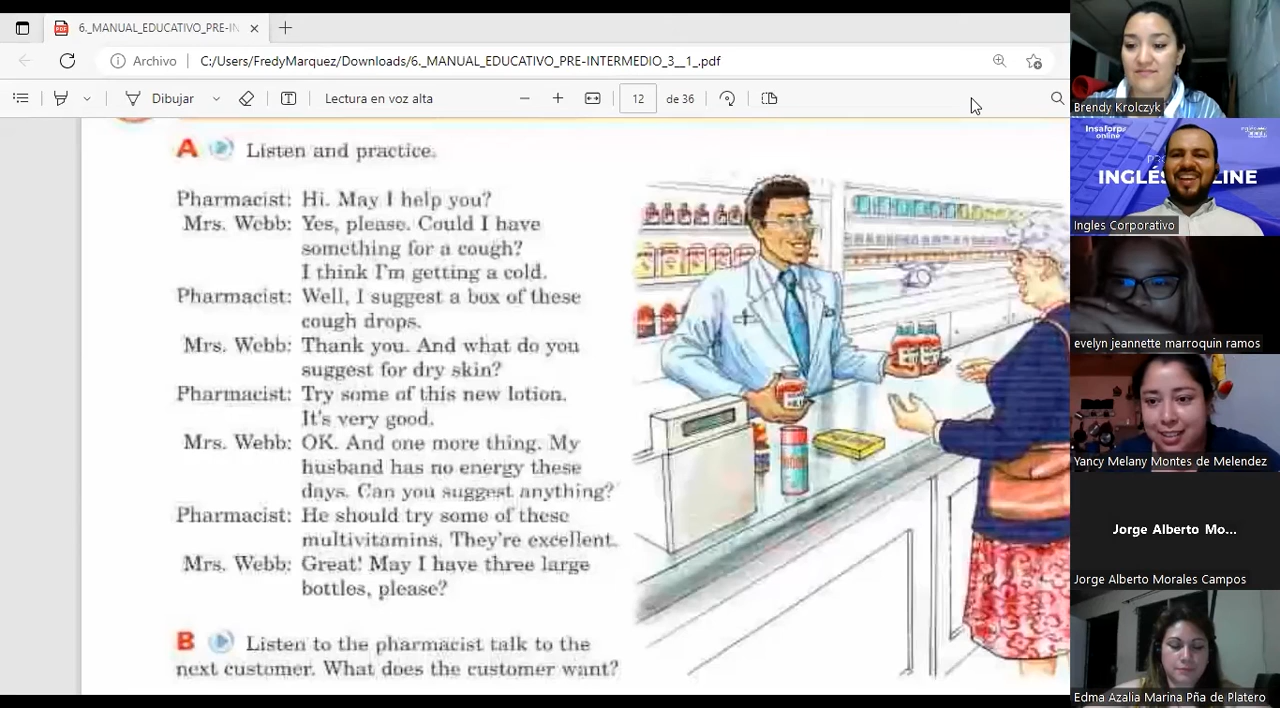 6._MANUAL_EDUCATIVO_PRE-IN
Archivo
C:/Users/FredyMarquez/Downloads/6._MANUAL_EDUCATIVO_PRE-INTERMEDIO_3__1_.pdf
Dibujar
Lectura en voz alta
12
de 36
A Listen and practice.
Pharmacist: Hi. May I help you?
Mrs. Webb: Yes, please. Could I have
something for a cough?
I think I'm getting a cold.
Pharmacist: Well, I suggest a box of these
cough drops.
Mrs. Webb: Thank you. And what do you
suggest for dry skin?
Pharmacist: Try some of this new lotion.
It's very good.
Mrs. Webb: OK. And one more thing. My
husband has no energy these
days. Can you suggest anything?
Pharmacist: He should try some of these
multivitamins. They're excellent.
Mrs. Webb: Great! May I have three large
bottles, please?
B Listen to the pharmacist talk to the
next customer. What does the customer want?
Brendy Krolczyk
Insaforp
online
INGLÉS ONLINE
Ingles Corporativo
evelyn jeannette marroquin ramos
Yancy Melany Montes de Melendez
Jorge Alberto Mo...
Jorge Alberto Morales Campos
Edma Azalia Marina Pña de Platero